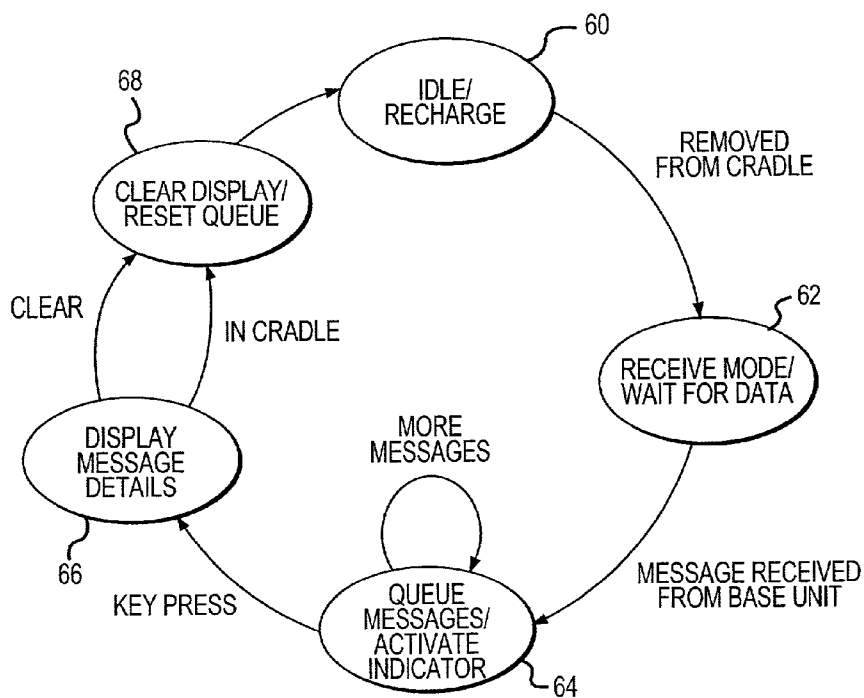 60
IDLE/
RECHARGE
68
CLEAR DISPLAY/
RESET QUEUE
REMOVED
FROM CRADLE
CLEAR
IN CRADLE
62
RECEIVE MODE/
WAIT FOR DATA
MORE
MESSAGES
DISPLAY
MESSAGE
DETAILS
66
KEY PRESS
QUEUE
MESSAGES/
ACTIVATE
INDICATOR
MESSAGE RECEIVED
FROM BASE UNIT
64